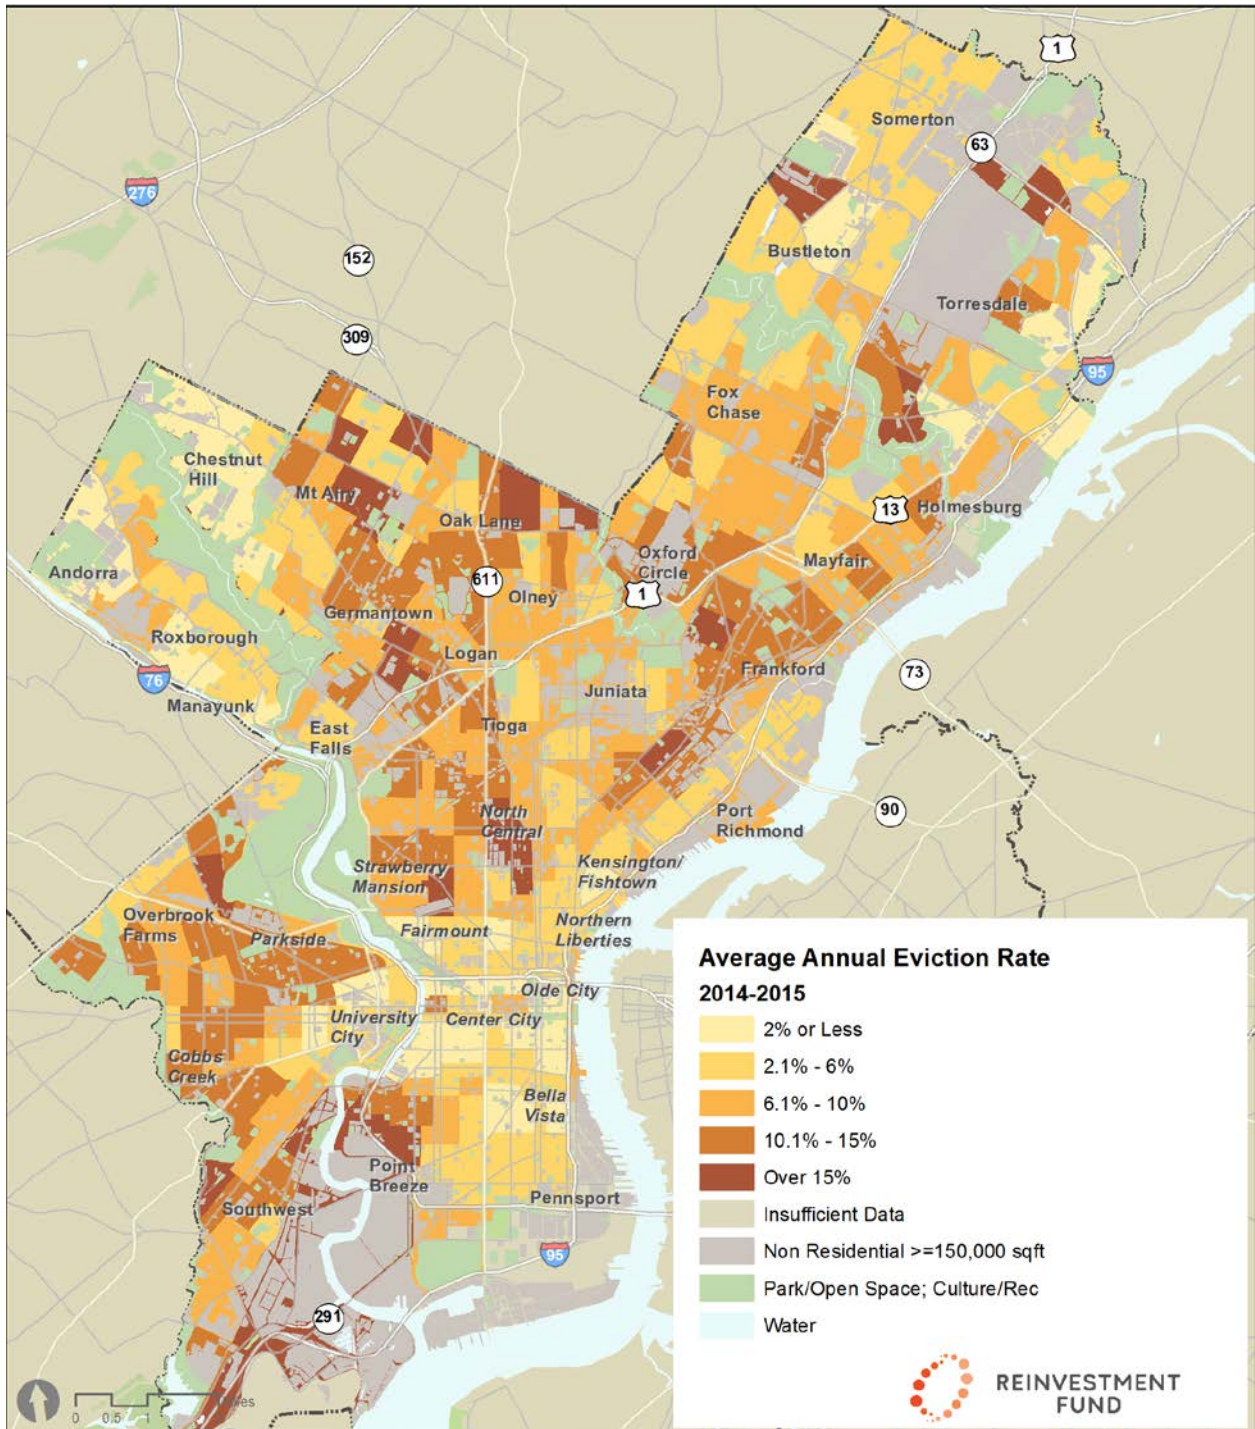 1
Somerton
63
276
Bustleton
152
Torresdale
309
95
Fox
Chase
Chestnut
Hill
Mt Airy
Oak Lane
13
Holmesburg
Oxford
Circle
Mayfair
Andorra
611
1
Olney
Germantown
Roxborough
Logan
Frankford
73
76
Juniata
Manayunk
East
Falls
Tioga
90
North
Central
Port
Richmond
Strawberry
Mansion
Kensington/
Fishtown
Overbrook
Farms
Parkside
Fairmount
Northern
Liberties
Olde City
University
City
Center City
Cobbs
Creek
Bella
Vista
Point
Breeze
Pennsport
Southwest
95
291
0 0.5 1
Average Annual Eviction Rate
2014-2015
2% or Less
2.1% - 6%
6.1% - 10%
10.1% - 15%
Over 15%
Insufficient Data
Non Residential >=150,000 sqft
Park/Open Space; Culture/Rec
Water
REINVESTMENT
FUND